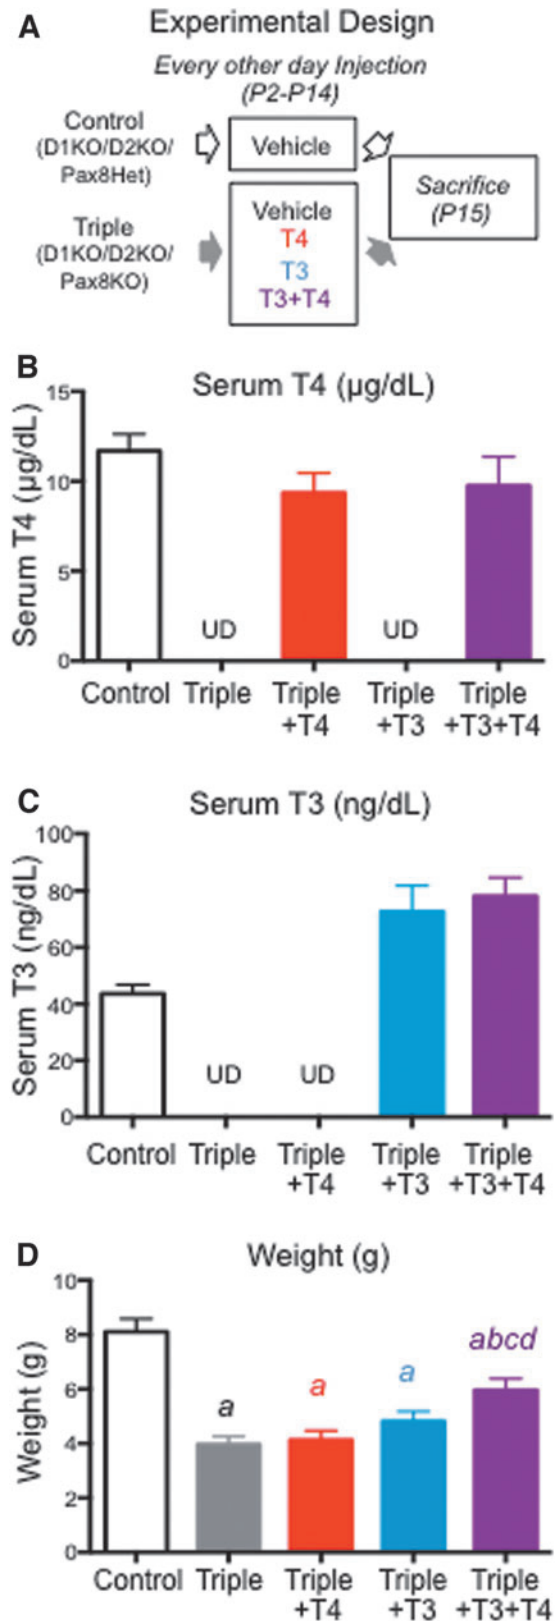 A
Experimental Design
Every other day Injection
(P2-P14)
Control
(D1KO/D2KO/
Pax8Het)
Vehicle
Triple
(D1KO/D2KO/
Pax8KO)
Vehicle
T4
T3
T3+T4
Sacrifice
(P15)
B
Serum T4 (µg/dL)
Serum T4 (µg/dL)
15
10
5
0
UD
UD
Control
Triple
Triple
+T4
Triple
+T3
Triple
+T3+T4
C
Serum T3 (ng/dL)
Serum T3 (ng/dL)
100
80
60
40
20
0
UD
UD
Control
Triple
Triple
+T4
Triple
+T3
Triple
+T3+T4
D
Weight (g)
Weight (g)
10
8
6
4
2
0
a
a
a
abcd
Control
Triple
Triple
+T4
Triple
+T3
Triple
+T3+T4